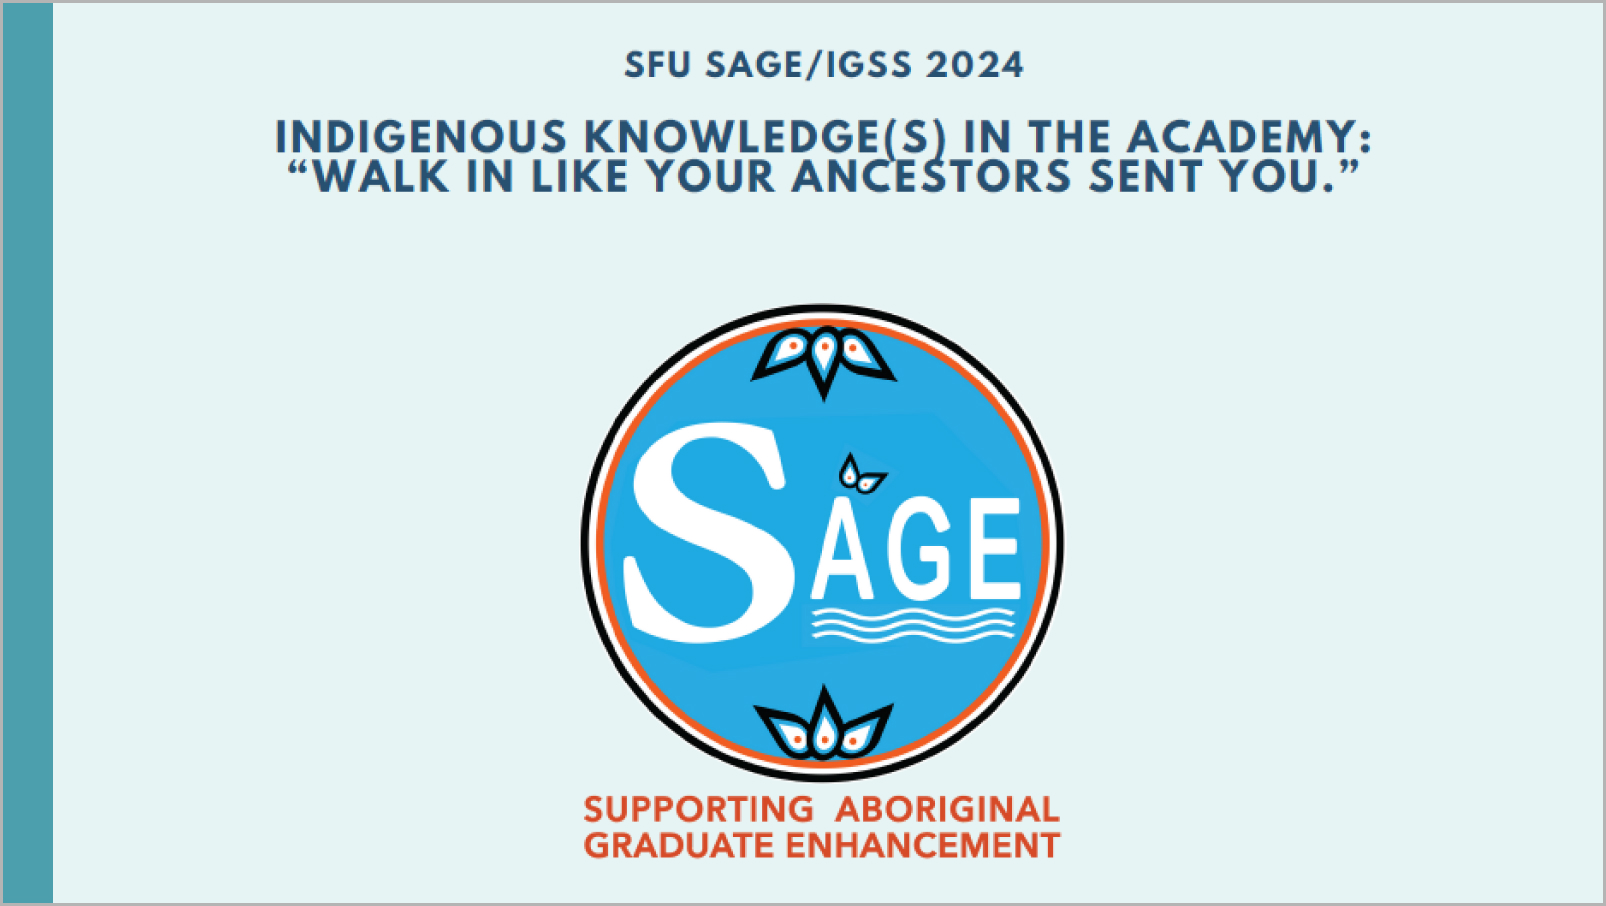 SFU SAGE/IGSS 2024
INDIGENOUS KNOWLEDGE(S) IN THE ACADEMY:
“WALK IN LIKE YOUR ANCESTORS SENT YOU.”
SAGE
SUPPORTING ABORIGINAL
GRADUATE ENHANCEMENT